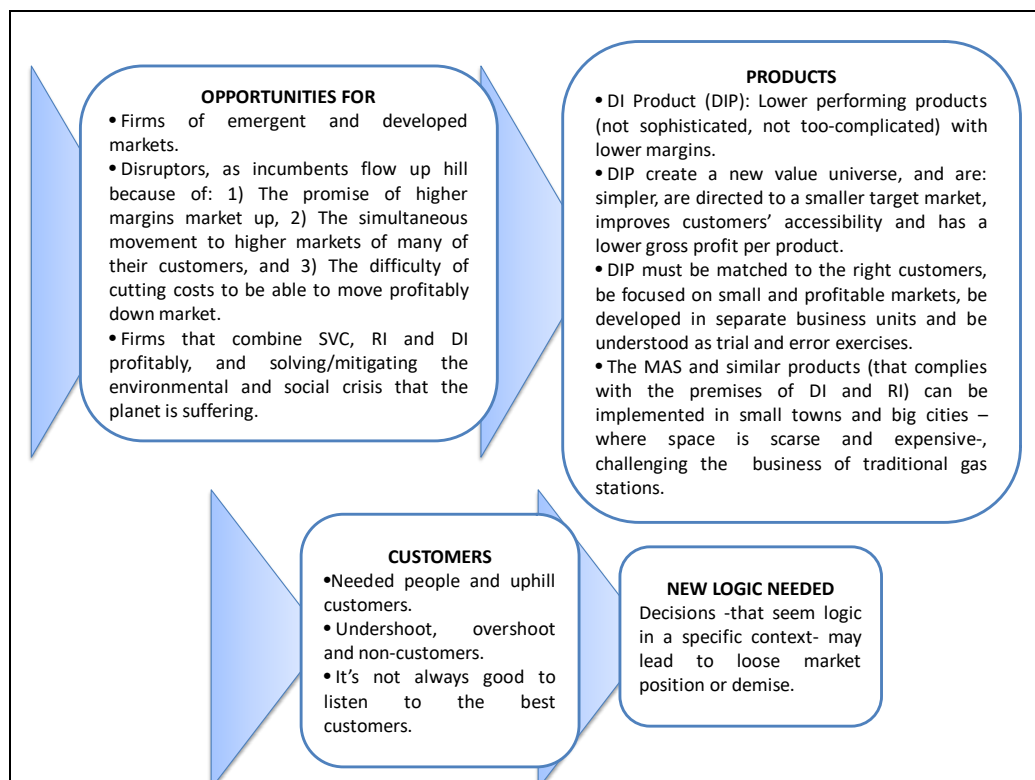 OPPORTUNITIES FOR
• Firms of emergent and developed
markets.
• Disruptors, as incumbents flow up hill
because of: 1) The promise of higher
margins market up, 2) The simultaneous
movement to higher markets of many of
their customers, and 3) The difficulty of
cutting costs to be able to move profitably
down market.
• Firms that combine SVC, RI and DI
profitably, and solving/mitigating the
environmental and social crisis that the
planet is suffering.
PRODUCTS
• DI Product (DIP): Lower performing products
(not sophisticated, not too-complicated) with
lower margins.
• DIP create a new value universe, and are:
simpler, are directed to a smaller target market,
improves customers’ accessibility and has a
lower gross profit per product.
• DIP must be matched to the right customers,
be focused on small and profitable markets, be
developed in separate business units and be
understood as trial and error exercises.
• The MAS and similar products (that complies
with the premises of DI and RI) can be
implemented in small towns and big cities –
where space is scarse and expensive-,
challenging the business of traditional gas
stations.
CUSTOMERS
•Needed people and uphill
customers.
• Undershoot, overshoot
and non-customers.
• It’s not always good to
listen to the best
customers.
NEW LOGIC NEEDED
Decisions -that seem logic
in a specific context- may
lead to loose market
position or demise.